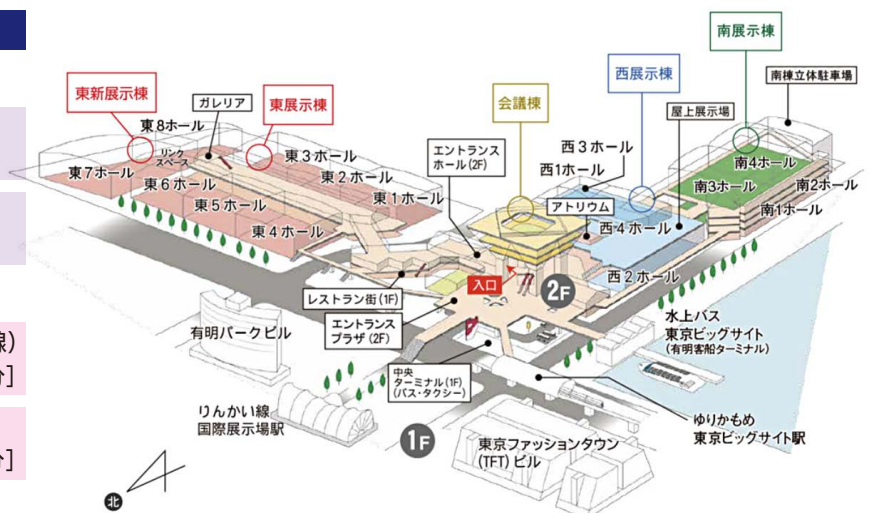 南展示棟
西展示棟
南棟立体駐車場
会議棟
屋上展示場
東新展示棟
ガレリア
東展示棟
東8ホール
リンク
スペース
東7ホール
東6ホール
東5ホール
東4ホール
東3ホール
東2ホール
東1ホール
エントランス
ホール(2F)
西3ホール
西1ホール
アトリウム
西4ホール
西2ホール
南4ホール
南3ホール
南2ホール
南1ホール
入口
2F
レストラン街(1F)
エントランス
プラザ(2F)
有明パークビル
中央
ターミナル(1F)
(バス・タクシー)
水上バス
東京ビッグサイト
(有明客船ターミナル)
りんかい線
国際展示場駅
1F
東京ファッションタウン
(TFT)ビル
ゆりかもめ
東京ビッグサイト駅
北
線)
分]
分]